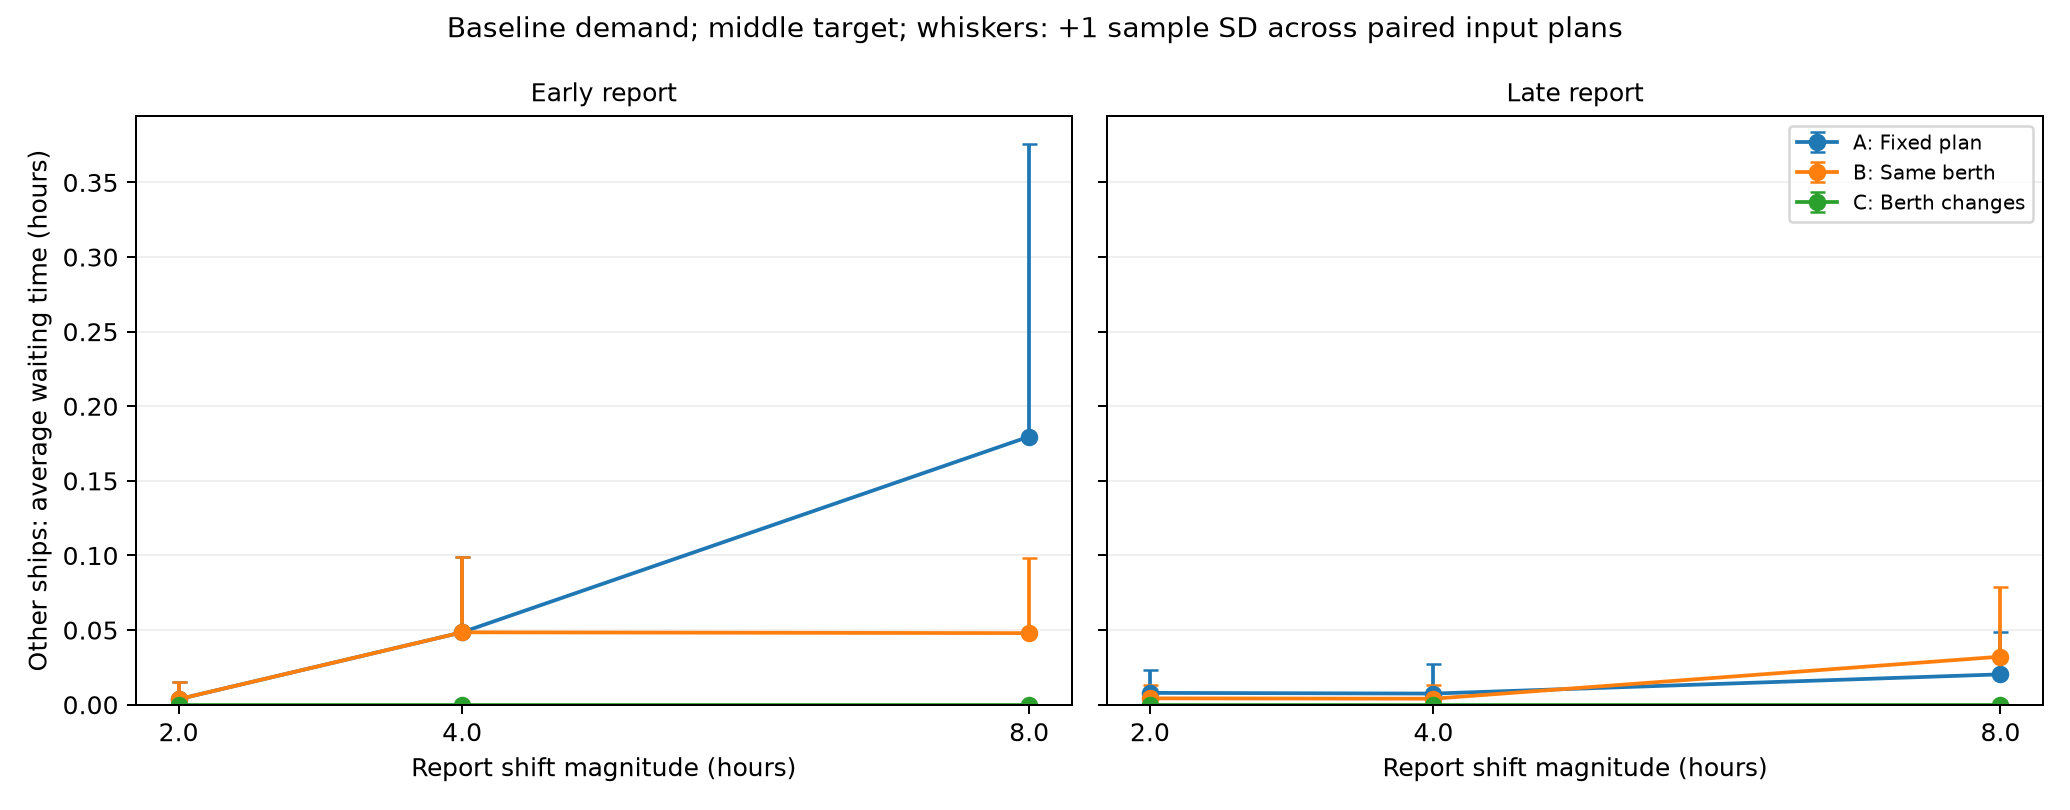 Baseline demand; middle target; whiskers: +1 sample SD across paired input plans
Early report
Other ships: average waiting time (hours)
0.35
0.30
0.25
0.20
0.15
0.10
0.05
0.00
2.0 4.0 8.0
Report shift magnitude (hours)
Late report
A: Fixed plan
B: Same berth
C: Berth changes
2.0 4.0 8.0
Report shift magnitude (hours)